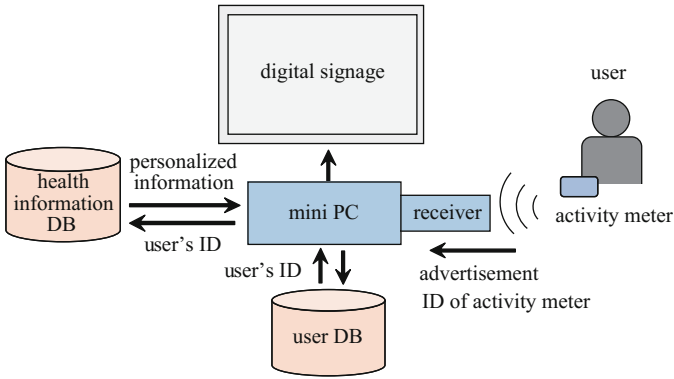 digital signage
user
personalized
information
health
information
DB
mini PC
receiver
activity meter
user's ID
user's ID
advertisement
ID of activity meter
user DB